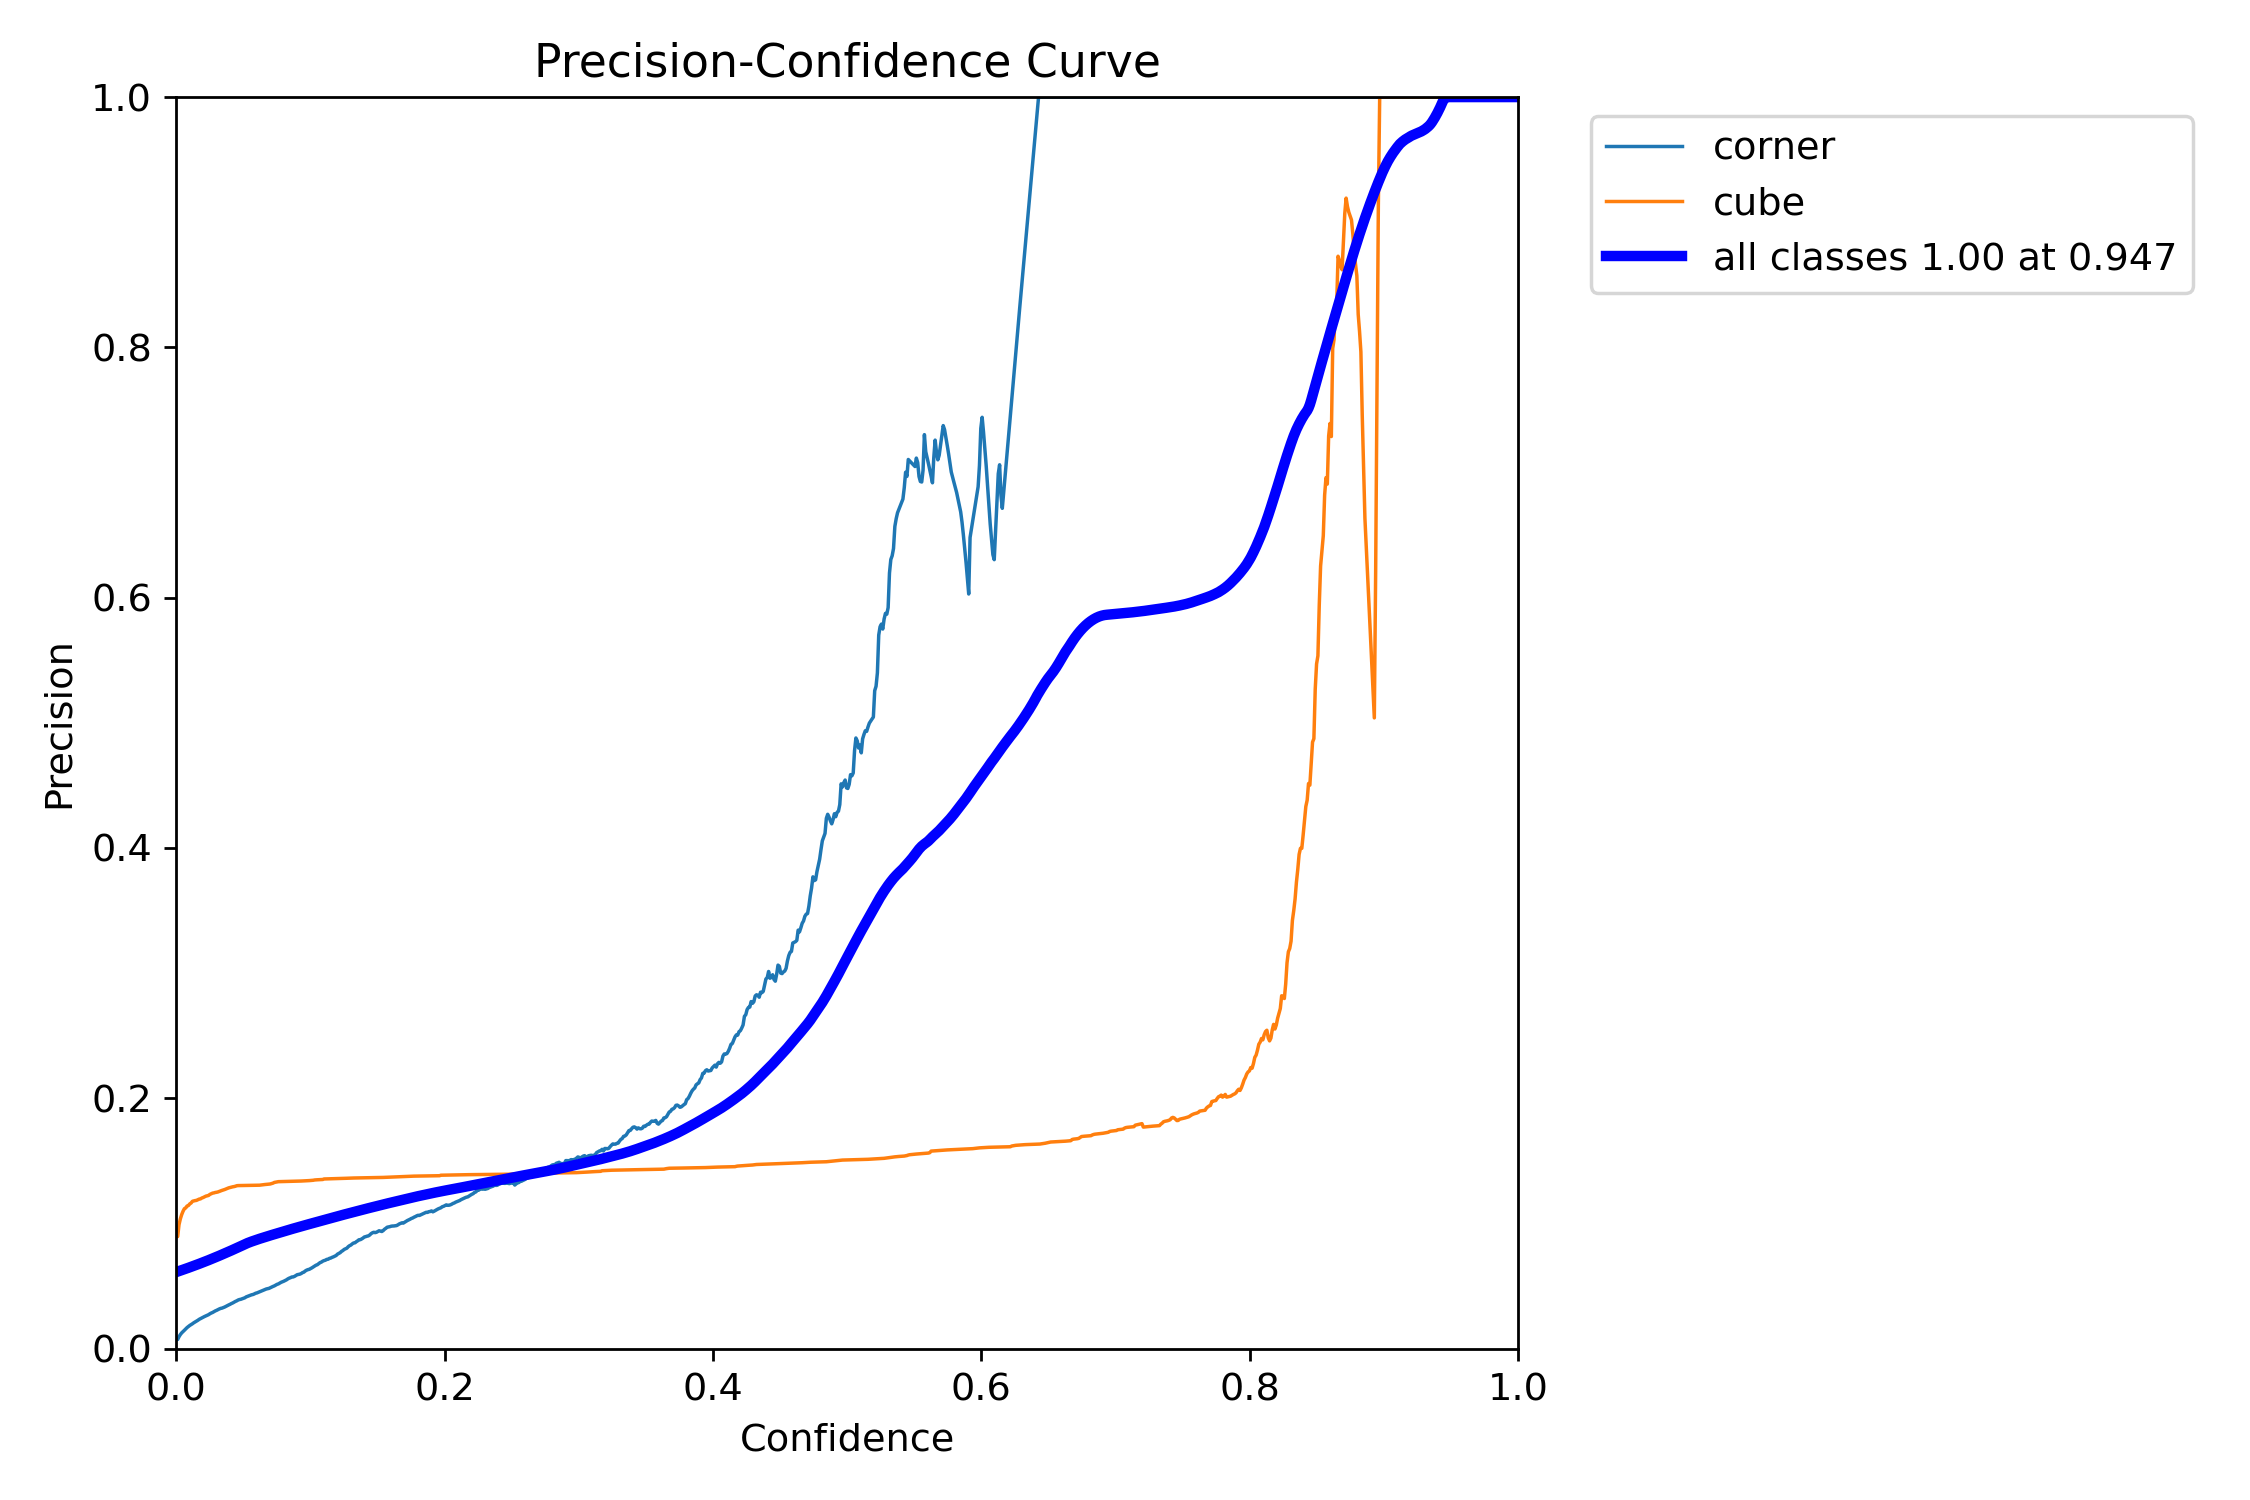 Precision-Confidence Curve
1.0
0.8
0.6
0.4
0.2
0.0
Precision
0.0 0.2 0.4 0.6 0.8 1.0
Confidence
corner
cube
all classes 1.00 at 0.947